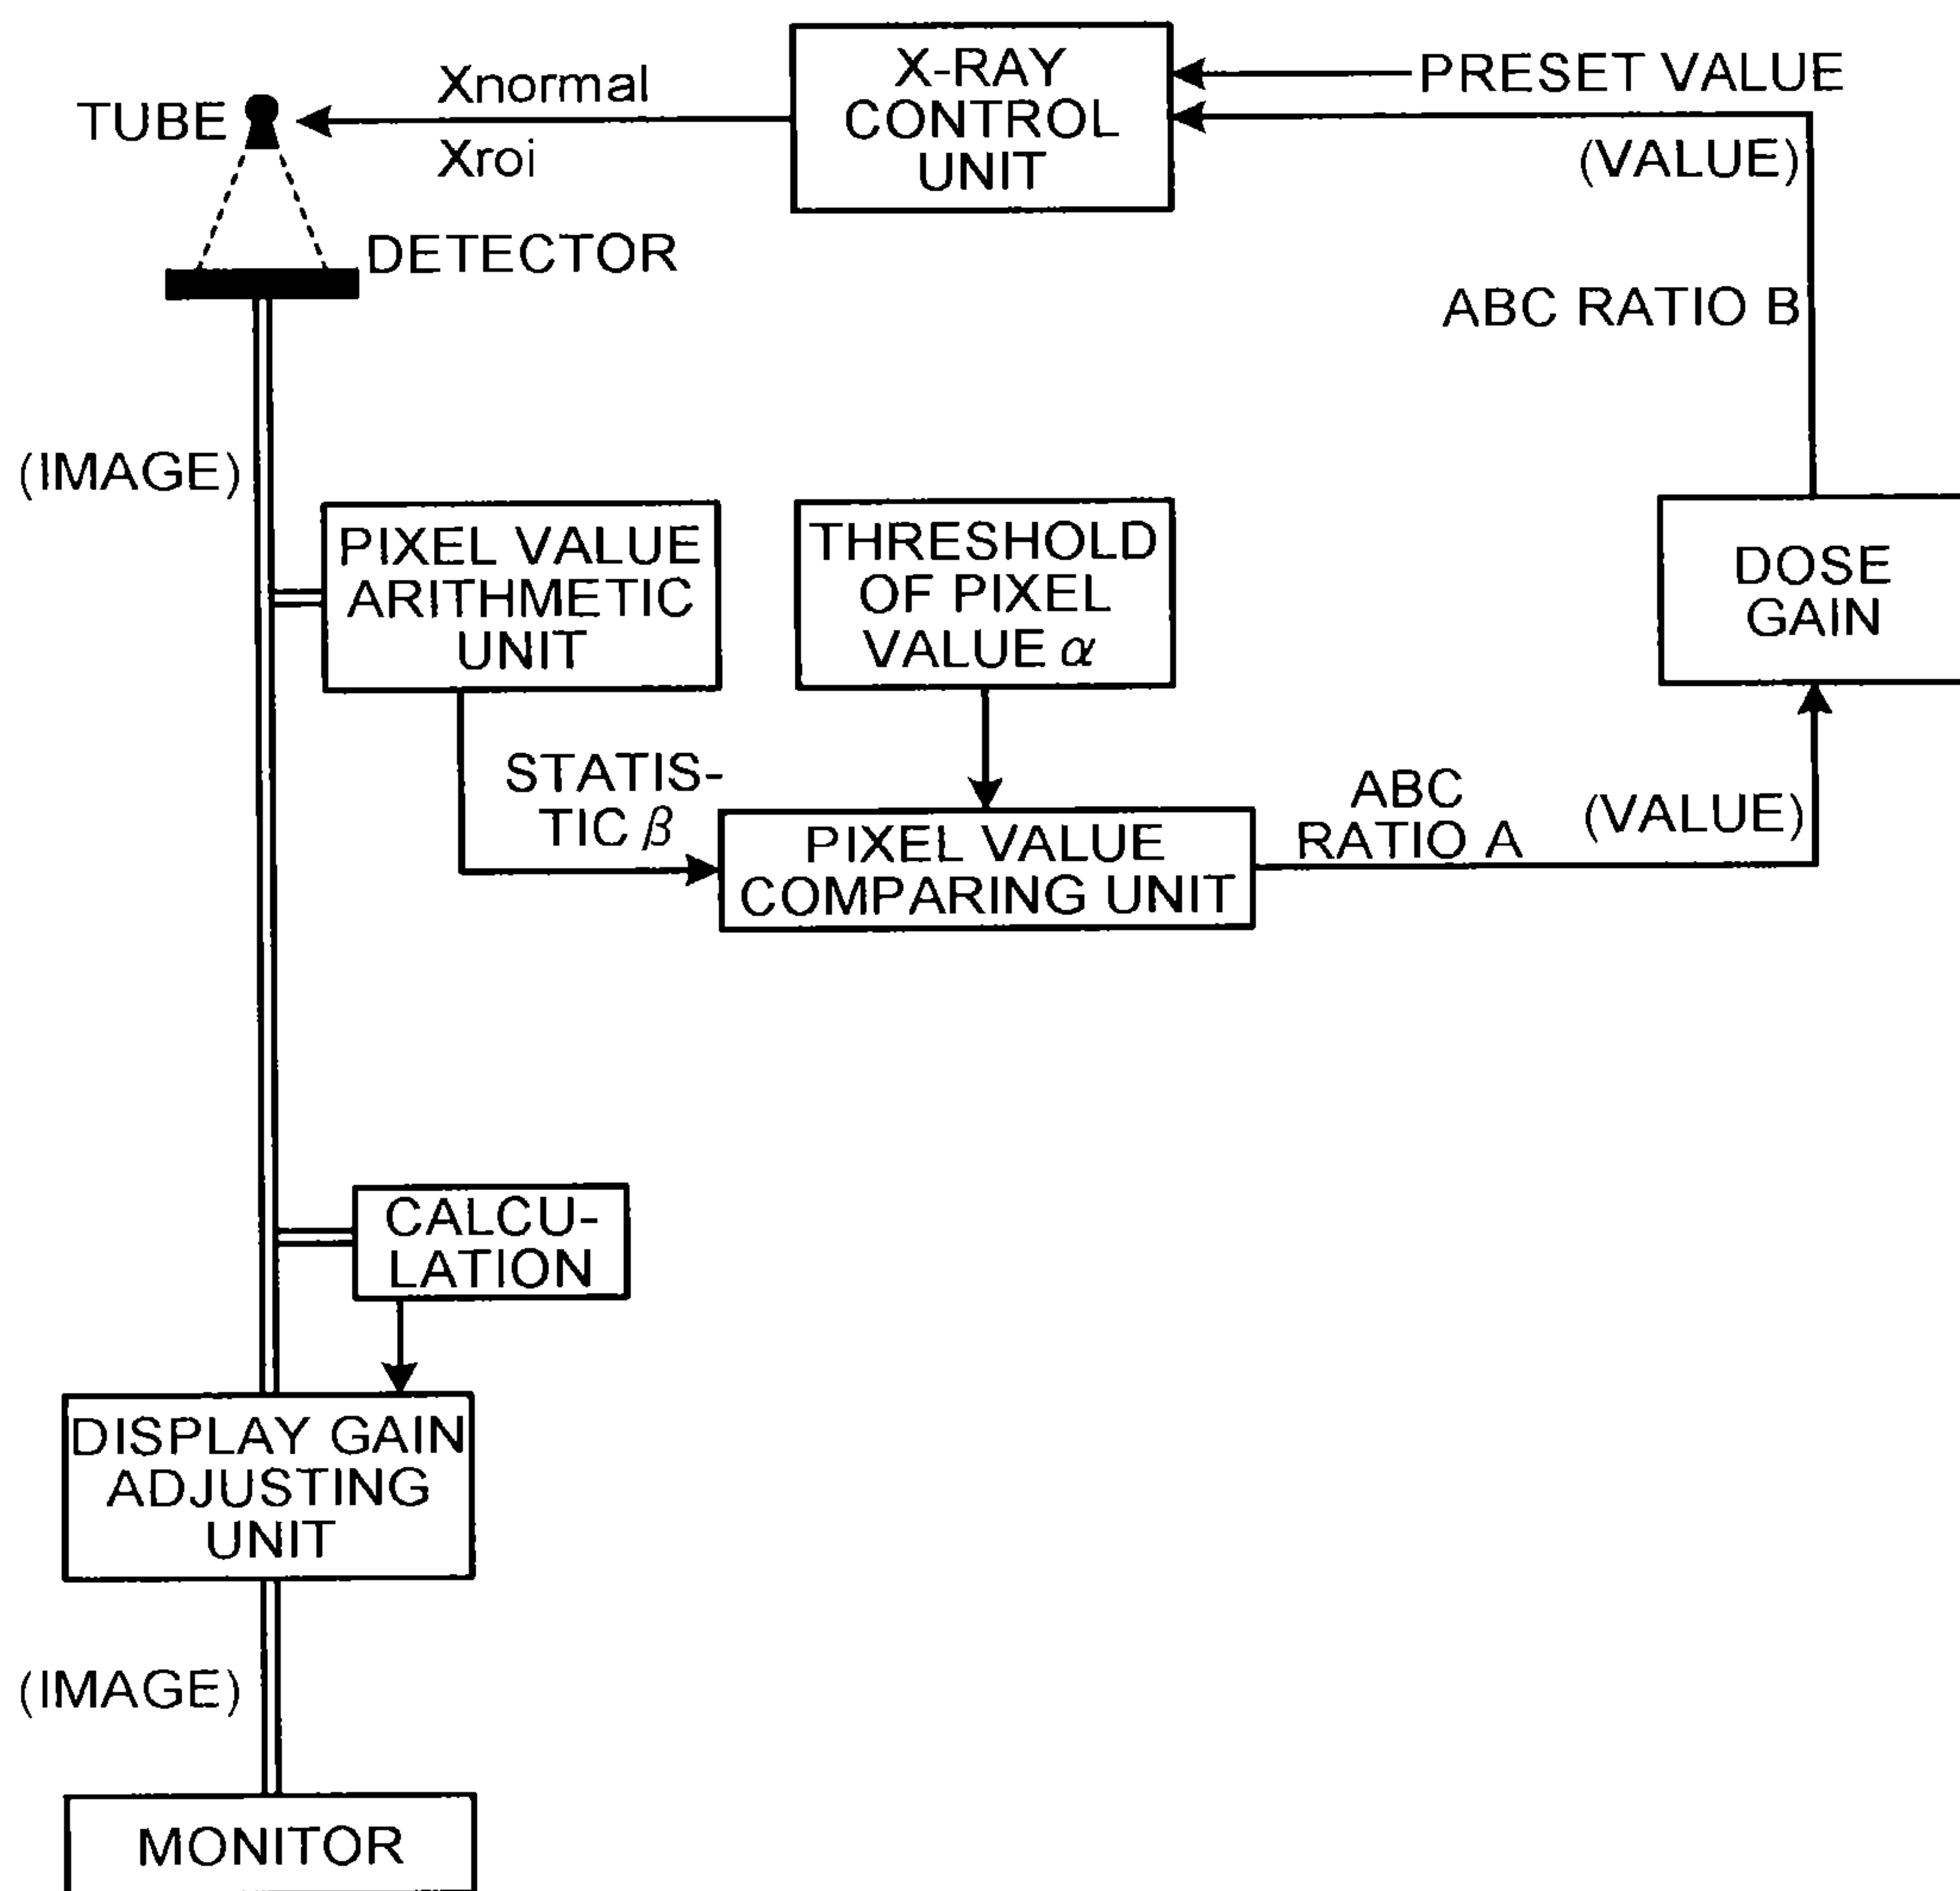 X-RAY
CONTROL
UNIT
PRESET VALUE
(VALUE)
Xnormal
Xroi
TUBE
DETECTOR
ABC RATIO B
(IMAGE)
PIXEL VALUE
ARITHMETIC
UNIT
THRESHOLD
OF PIXEL
VALUE α
DOSE
GAIN
STATIS-
TIC β
PIXEL VALUE
COMPARING UNIT
ABC
RATIO A
(VALUE)
CALCU-
LATION
DISPLAY GAIN
ADJUSTING
UNIT
(IMAGE)
MONITOR